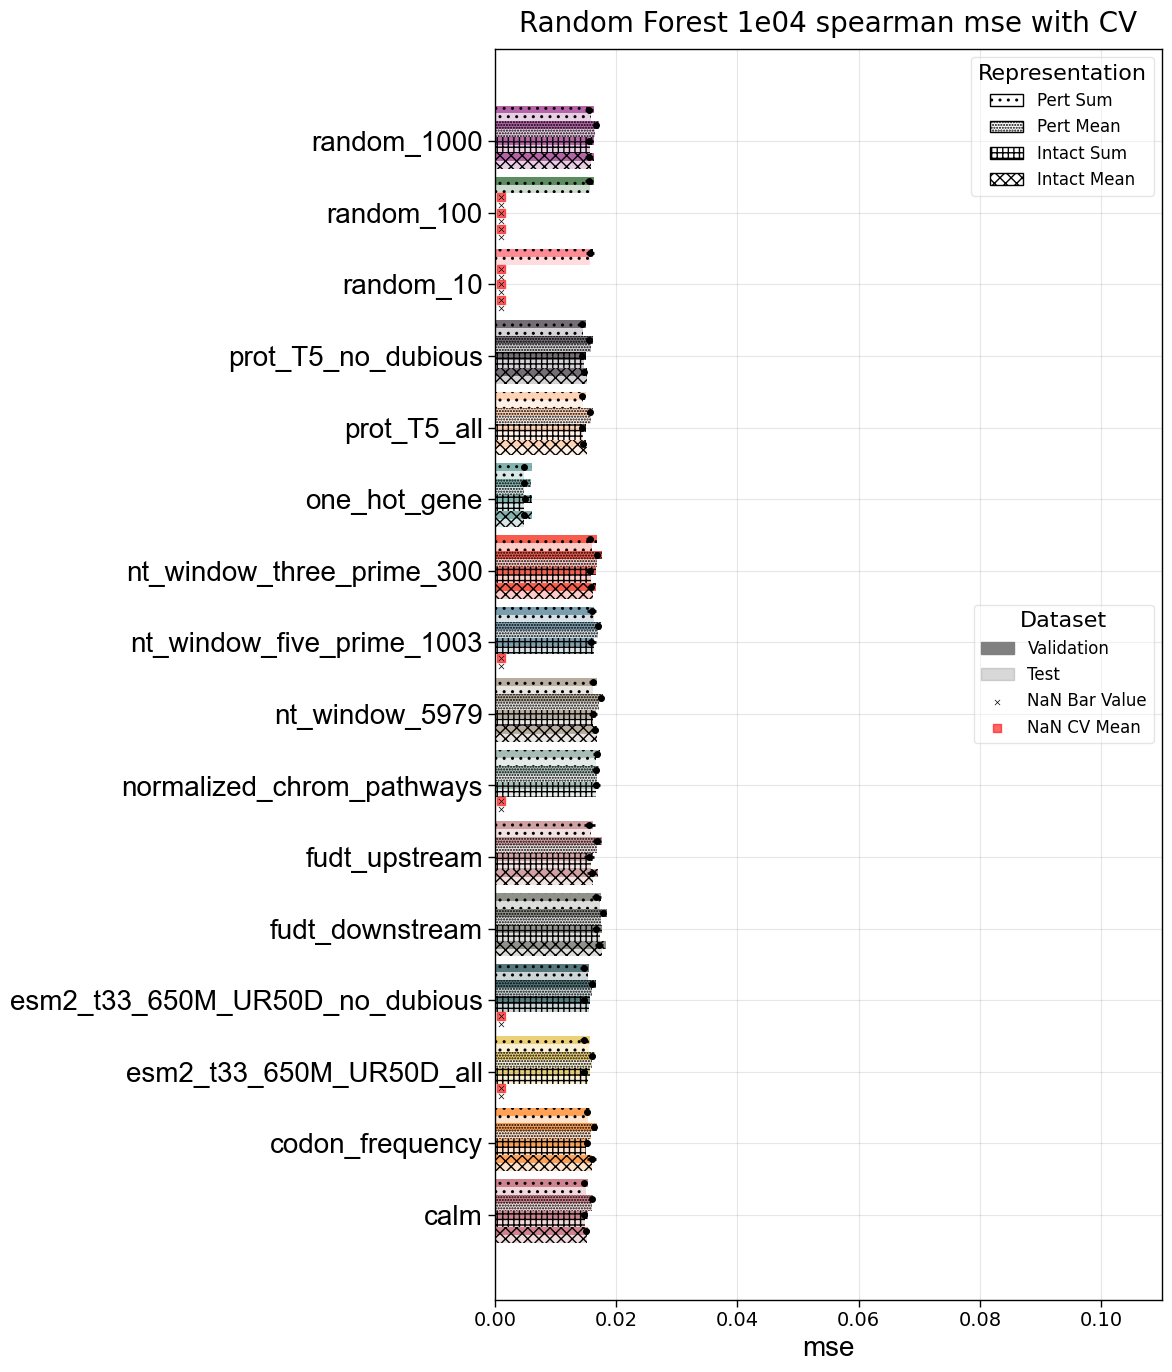 Random Forest 1e04 spearman mse with CV
Representation
Pert Sum
Pert Mean
Intact Sum
Intact Mean
random_1000
random_100
random_10
prot_T5_no_dubious
prot_T5_all
one_hot_gene
nt_window_three_prime_300
nt_window_five_prime_1003
nt_window_5979
normalized_chrom_pathways
fudt_upstream
fudt_downstream
esm2_t33_650M_UR50D_no_dubious
esm2_t33_650M_UR50D_all
codon_frequency
calm
Dataset
Validation
Test
NaN Bar Value
NaN CV Mean
0.00 0.02 0.04 0.06 0.08 0.10
mse